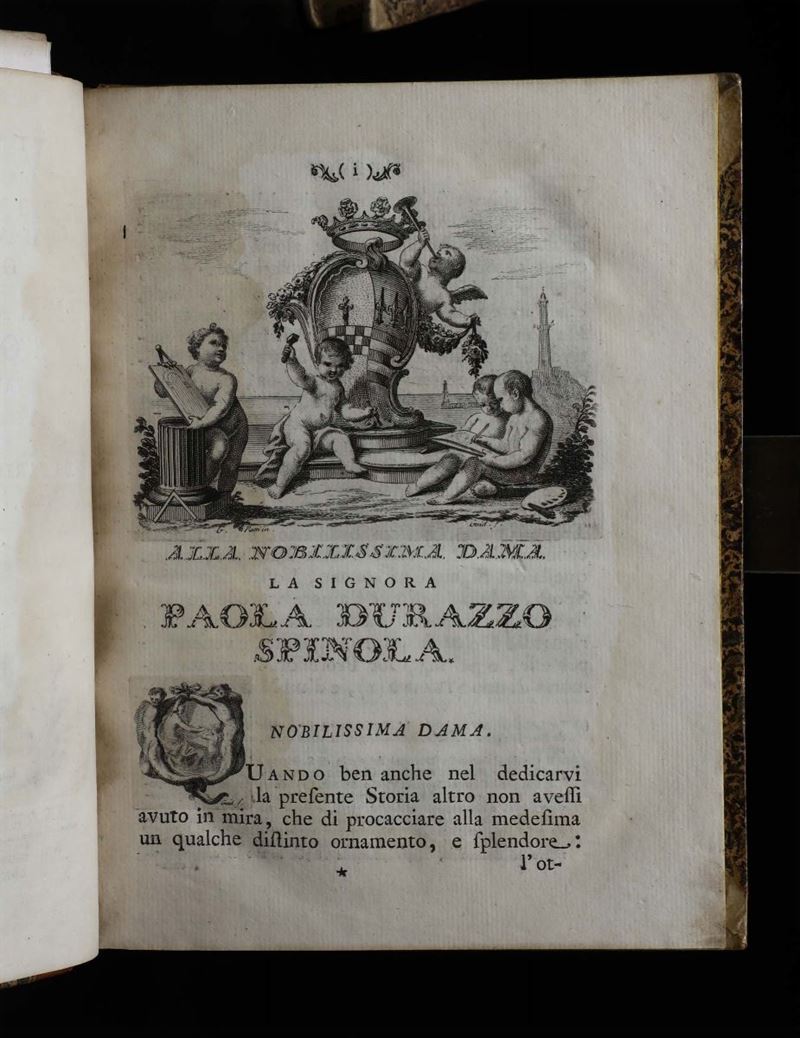 ( i )
ALLA NOBILISSIMA DAMA.
LA SIGNORA
PAOLA DURAZZO
SPINOLA.
NOBILISSIMA DAMA.
QUANDO ben anche nel dedicarvi
la preſente Storia altro non aveſſi
avuto in mira, che di procacciare alla medeſima
un qualche diſtinto ornamento, e ſplendore:
l'ot-
*